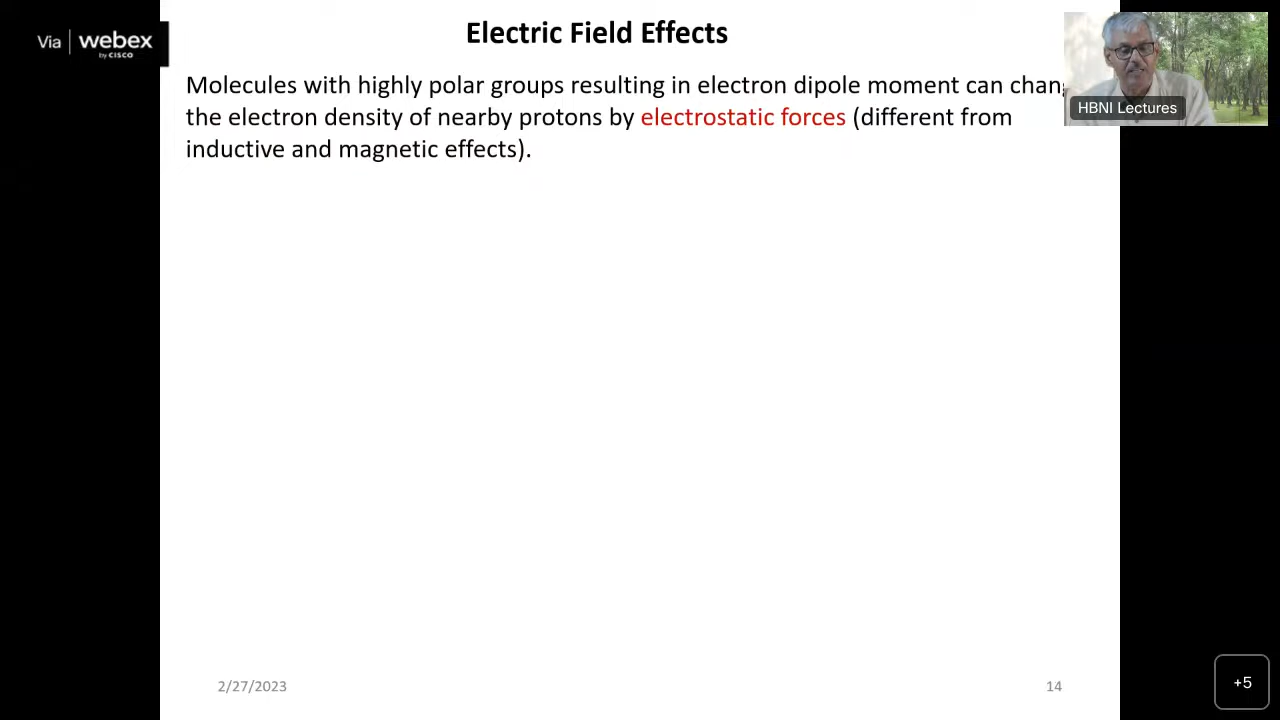 Via | webex
by CISCO
Electric Field Effects
Molecules with highly polar groups resulting in electron dipole moment can chan
the electron density of nearby protons by electrostatic forces (different from
inductive and magnetic effects).
HBNI Lectures
2/27/2023
14
+5